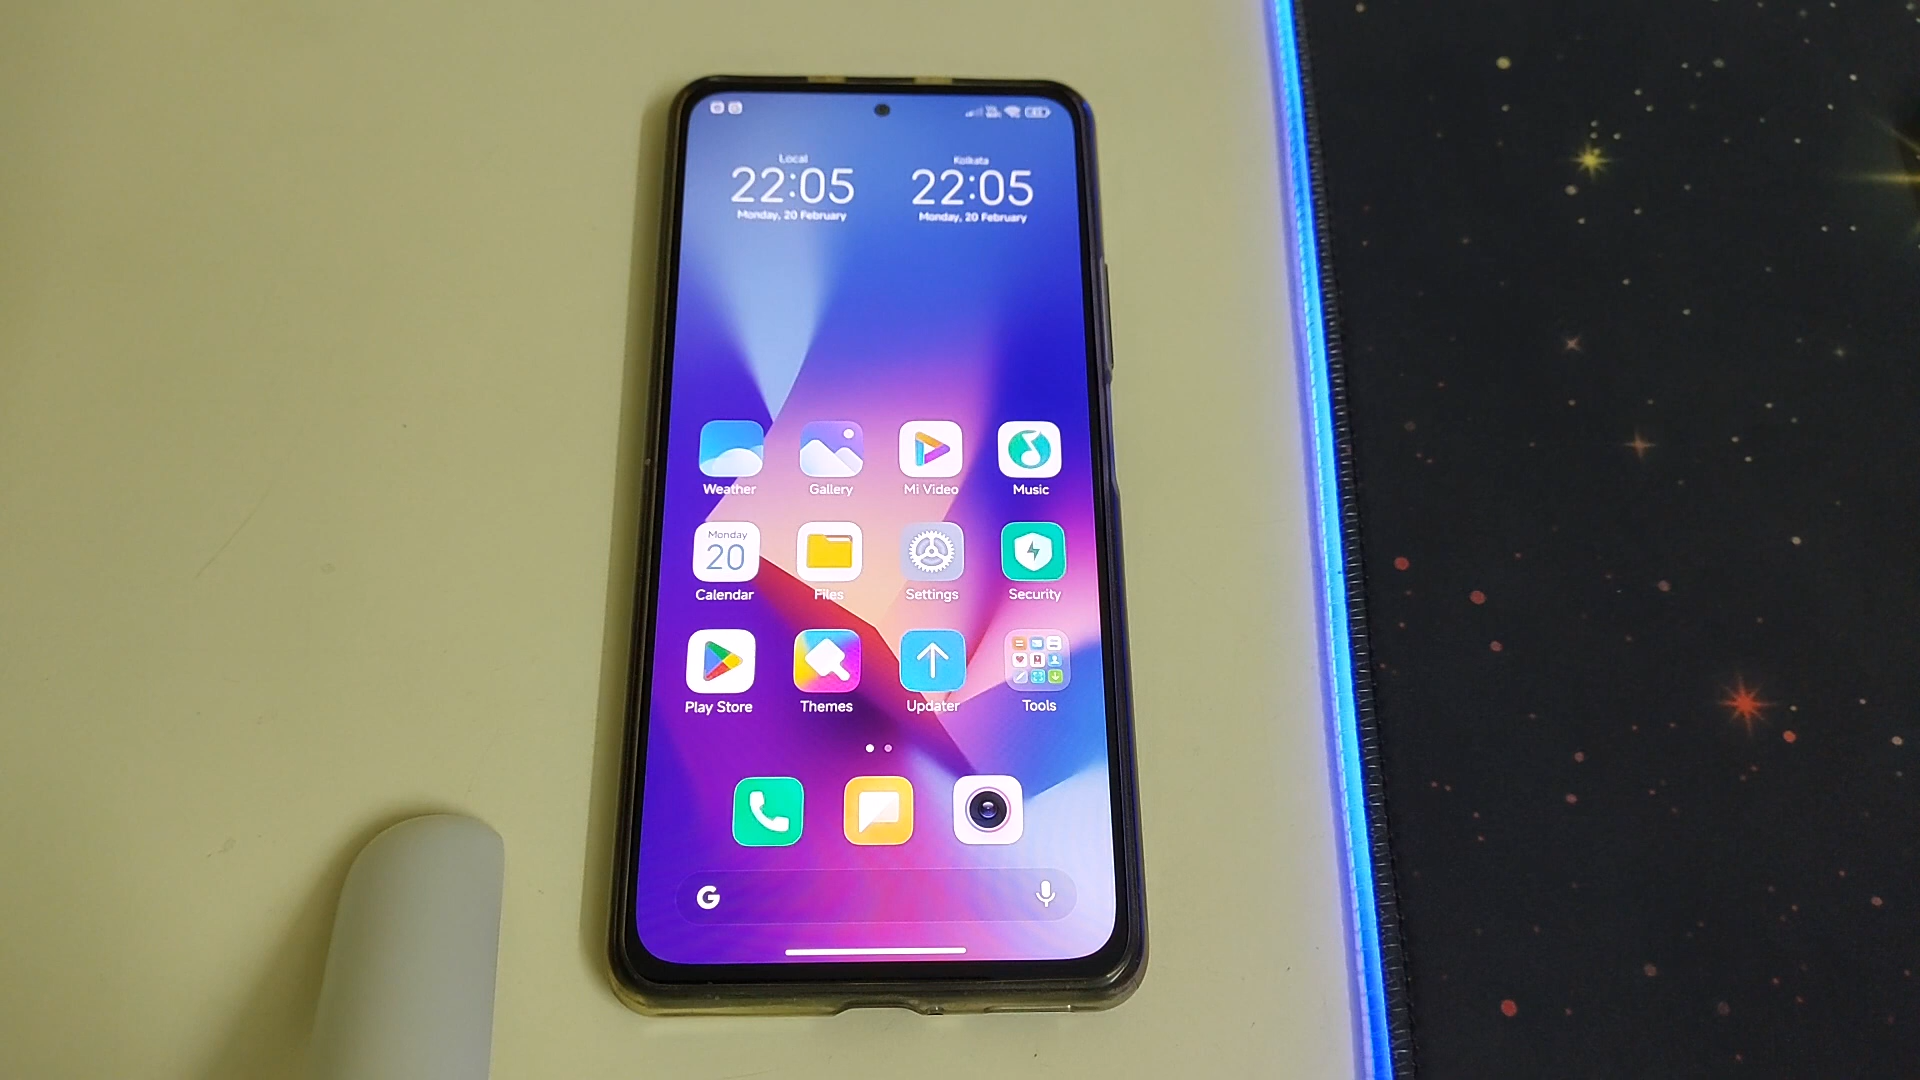 Local
Kolkata
22:05
22:05
Monday, 20 February
Monday, 20 February
Weather
Gallery
Mi Video
Music
Monday
20
Calendar
Files
Settings
Security
Play Store
Themes
Updater
Tools
G